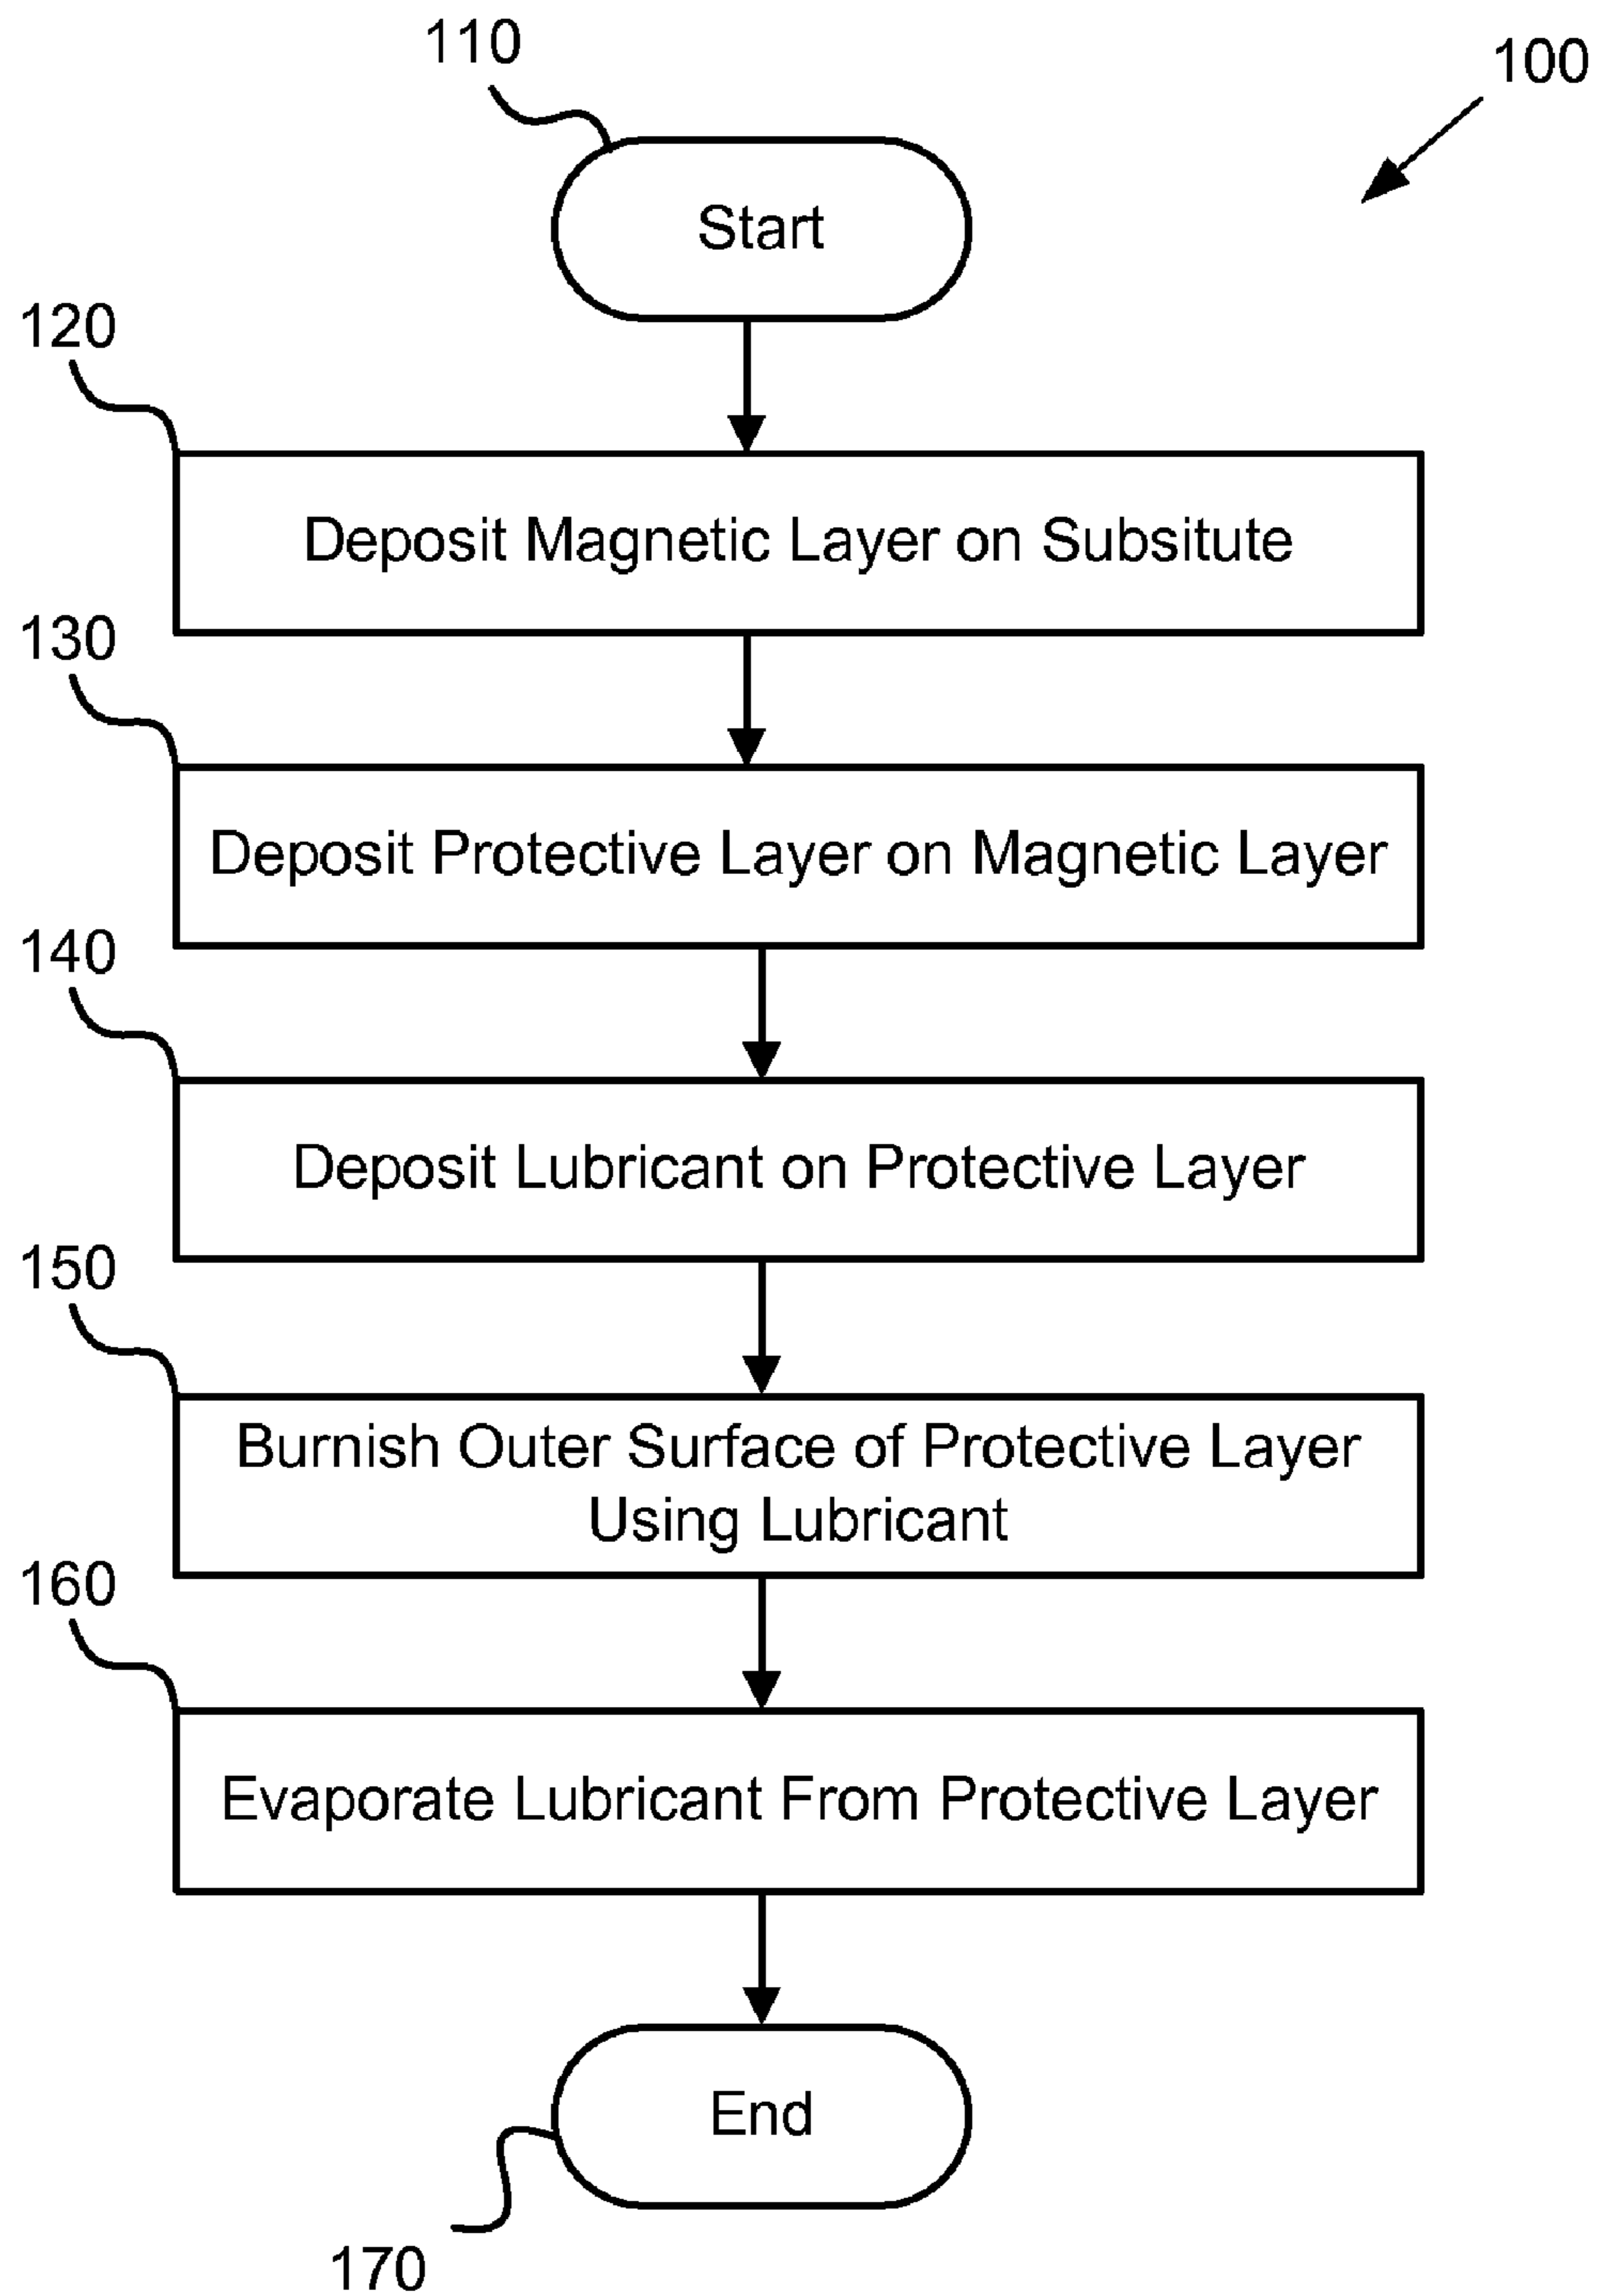 110
100
Start
120
Deposit Magnetic Layer on Subsitute
130
Deposit Protective Layer on Magnetic Layer
140
Deposit Lubricant on Protective Layer
150
Burnish Outer Surface of Protective Layer
Using Lubricant
160
Evaporate Lubricant From Protective Layer
End
170